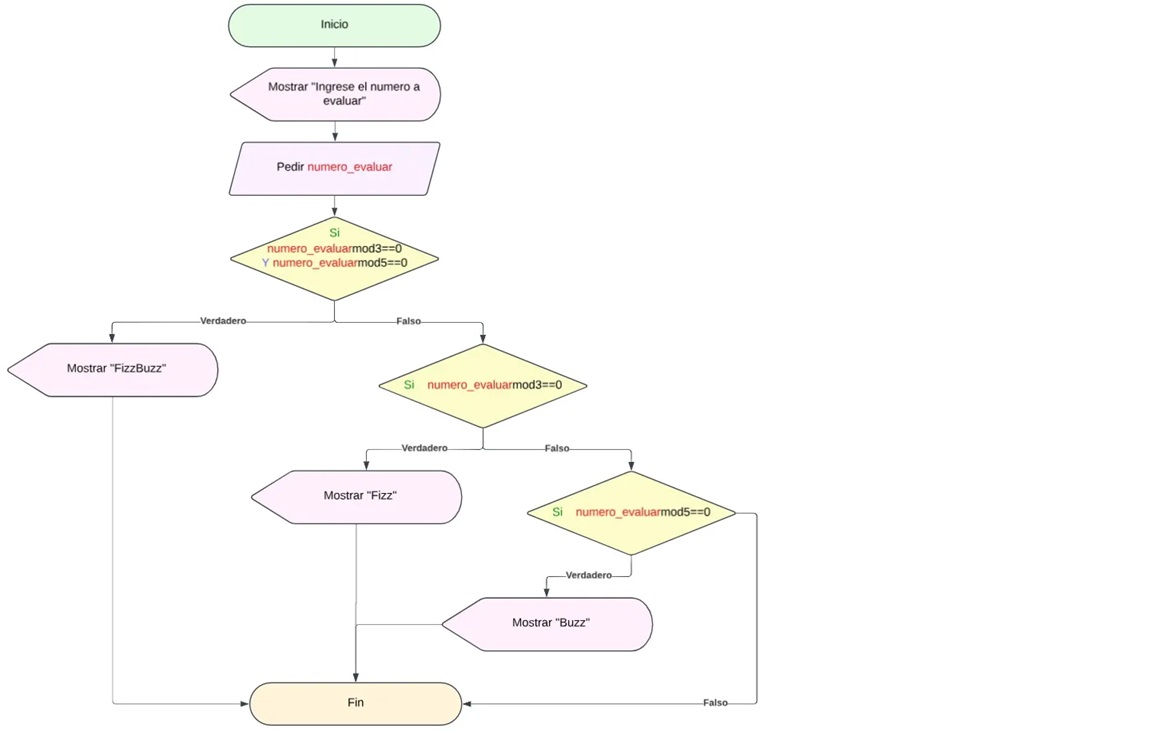 Inicio
Mostrar "Ingrese el numero a
evaluar"
Pedir numero_evaluar
Si
numero_evaluarmod3==0
Y numero_evaluarmod5==0
Verdadero
Falso
Mostrar "FizzBuzz"
Si numero_evaluarmod3==0
Verdadero
Falso
Mostrar "Fizz"
Si numero_evaluarmod5==0
Verdadero
Mostrar "Buzz"
Fin
Falso